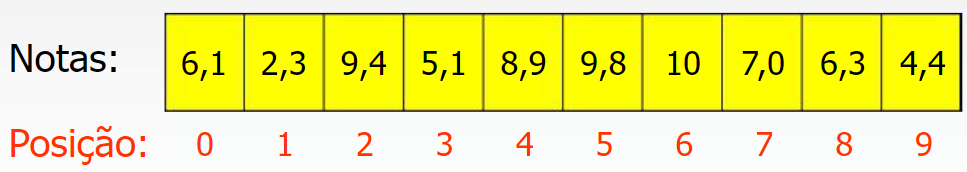 Notas: 6,1 2,3 9,4 5,1 8,9 9,8 10 7,0 6,3 4,4
Posição: 0 1 2 3 4 5 6 7 8 9